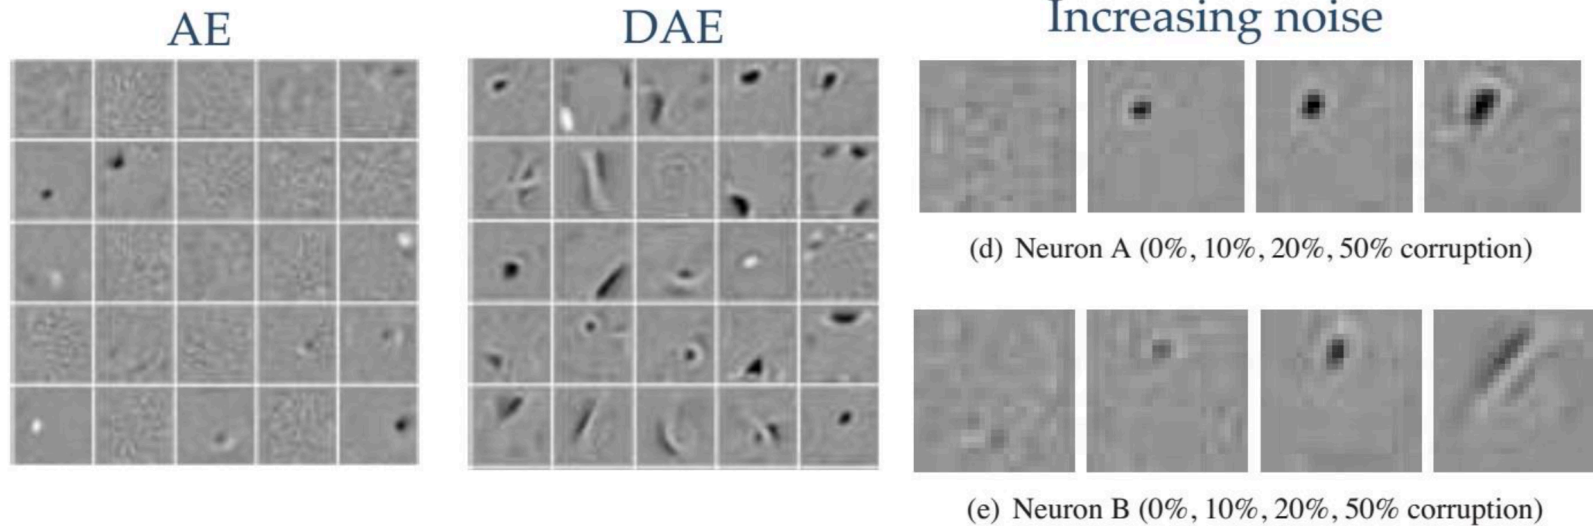 AE
DAE
Increasing noise
(d) Neuron A (0%, 10%, 20%, 50% corruption)
(e) Neuron B (0%, 10%, 20%, 50% corruption)